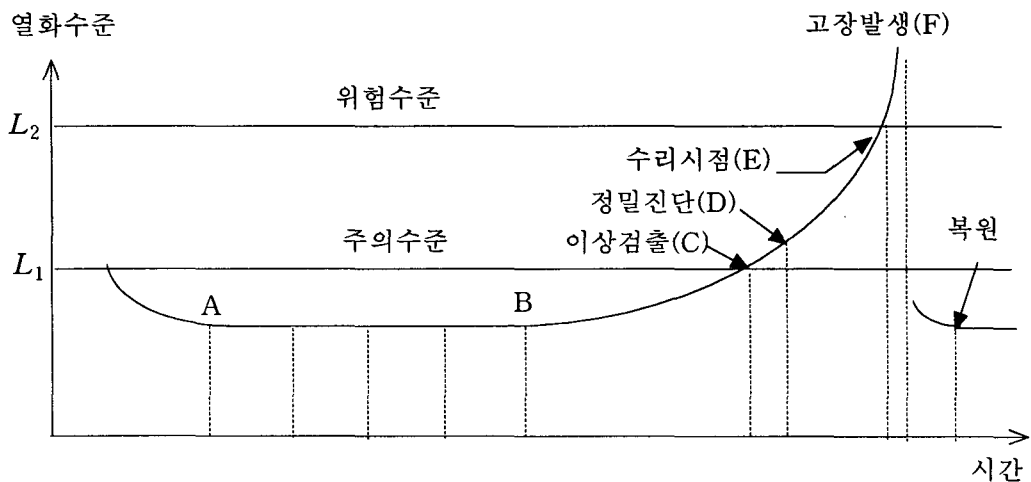 열화수준
고장발생(F)
위험수준
L₂
수리시점(E)
정밀진단(D)
복원
주의수준
이상검출(C)
L₁
A
B
시간